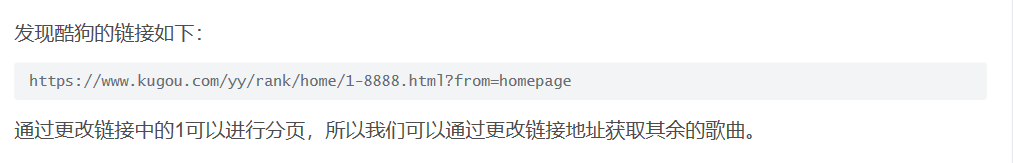 发现酷狗的链接如下：
https://www.kugou.com/yy/rank/home/1-8888.html?from=homepage
通过更改链接中的1可以进行分页，所以我们可以通过更改链接地址获取其余的歌曲。